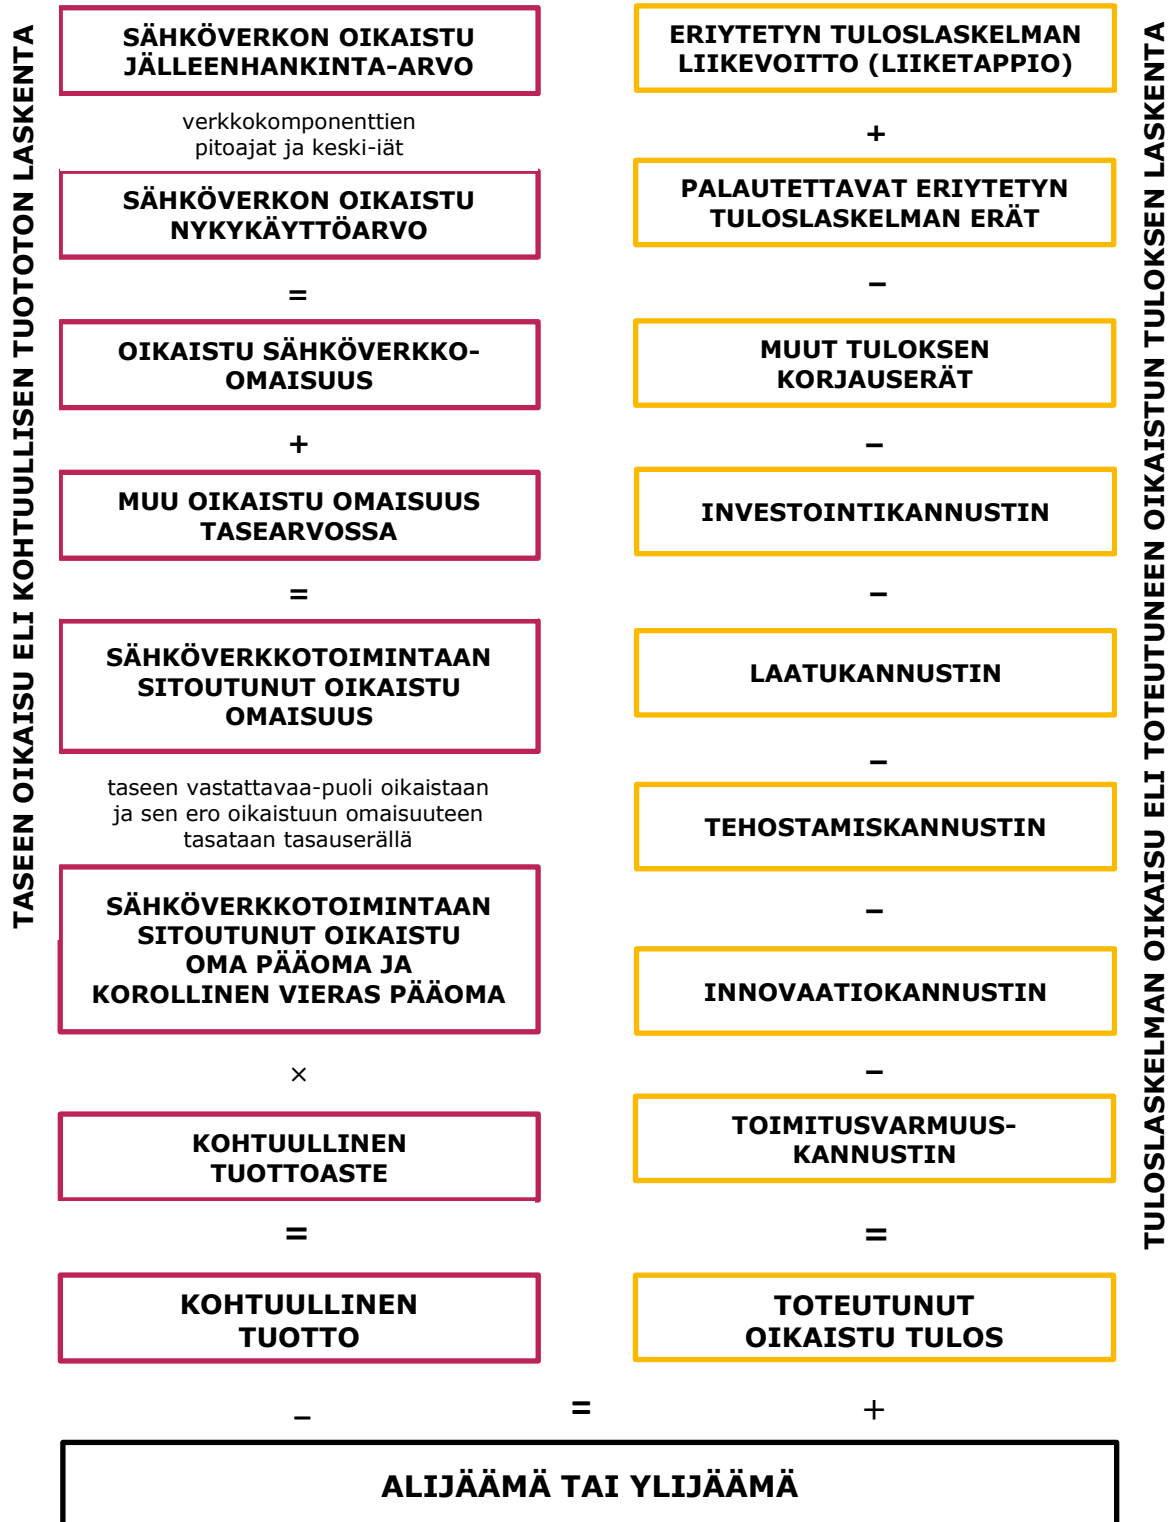 TASEEN OIKAISU ELI KOHTUULLISEN TUOTOTON LASKENTA
SÄHKÖVERKON OIKAISTU
JÄLLEENHANKINTA-ARVO
verkkokomponenttien
pitoajat ja keski-iät
SÄHKÖVERKON OIKAISTU
NYKYKÄYTTÖARVO
=
OIKAISTU SÄHKÖVERKKO-
OMAISUUS
+
MUU OIKAISTU OMAISUUS
TASEARVOSSA
=
SÄHKÖVERKKOTOIMINTAAN
SITOUTUNUT OIKAISTU
OMAISUUS
taseen vastattavaa-puoli oikaistaan
ja sen ero oikaistuun omaisuuteen
tasataan tasauserällä
SÄHKÖVERKKOTOIMINTAAN
SITOUTUNUT OIKAISTU
OMA PÄÄOMA JA
KOROLLINEN VIERAS PÄÄOMA
×
KOHTUULLINEN
TUOTTOASTE
=
KOHTUULLINEN
TUOTTO
ERIYTETYN TULOSLASKELMAN
LIIKEVOITTO (LIIKETAPPIO)
+
PALAUTETTAVAT ERIYTETYN
TULOSLASKELMAN ERÄT
–
MUUT TULOKSEN
KORJAUSERÄT
–
INVESTOINTIKANNUSTIN
–
LAATUKANNUSTIN
–
TEHOSTAMISKANNUSTIN
–
INNOVAATIOKANNUSTIN
–
TOIMITUSVARMUUS-
KANNUSTIN
=
TOTEUTUNUT
OIKAISTU TULOS
TULOSLASKELMAN OIKAISU ELI TOTEUTUNEEN OIKAISTUN TULOKSEN LASKENTA
– = +
ALIJÄÄMÄ TAI YLIJÄÄMÄ